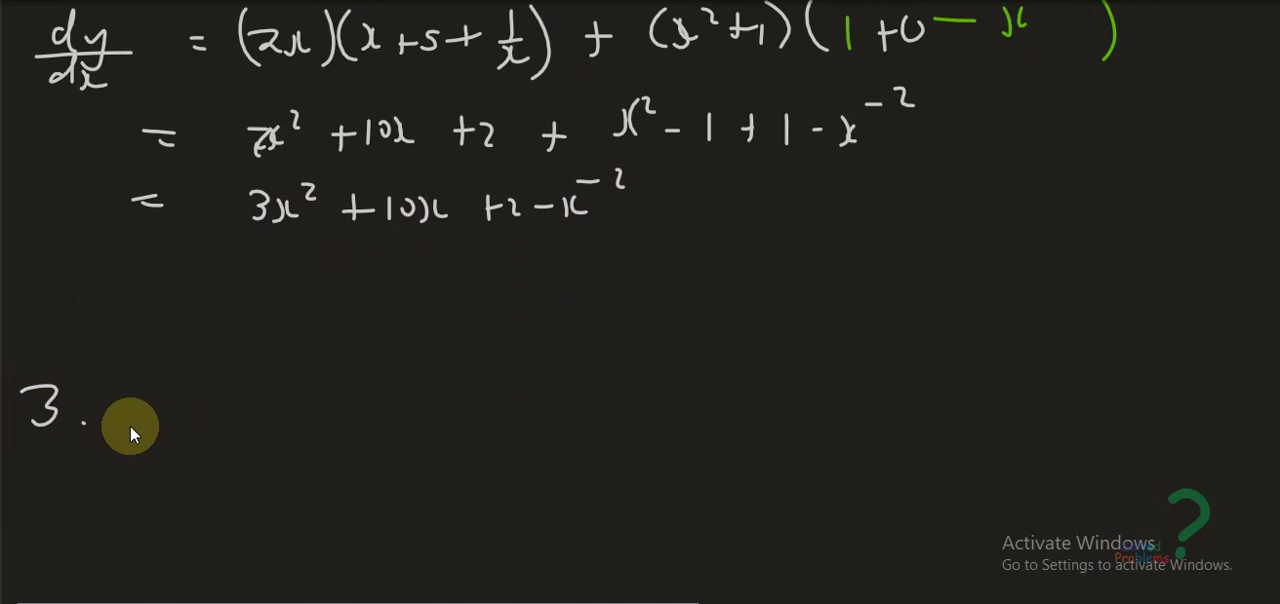 dy/dx = (2x)(x+5+1/x) + (x²+1)(1+0-x )
= 2x² +10x +2 + x² - 1 + 1 - x⁻²
= 3x² +10x +2-x⁻²
3.
Activate Windows
Problems
Go to Settings to activate Windows.
?